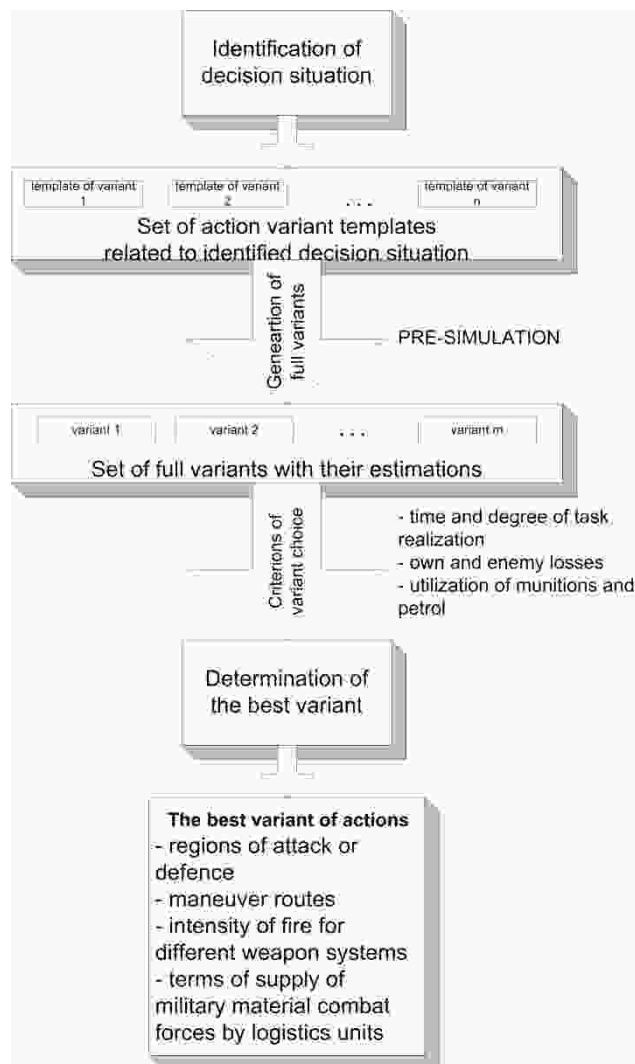 Identification of
decision situation
template of variant
1
template of variant
2
. . .
template of variant
n
Set of action variant templates
related to identified decision situation
Geneartion of
full variants
PRE-SIMULATION
variant 1
variant 2
. . .
variant m
Set of full variants with their estimations
Criterions of
variant choice
- time and degree of task
realization
- own and enemy losses
- utilization of munitions and
petrol
Determination of
the best variant
The best variant of actions
- regions of attack or
defence
- maneuver routes
- intensity of fire for
different weapon systems
- terms of supply of
military material combat
forces by logistics units